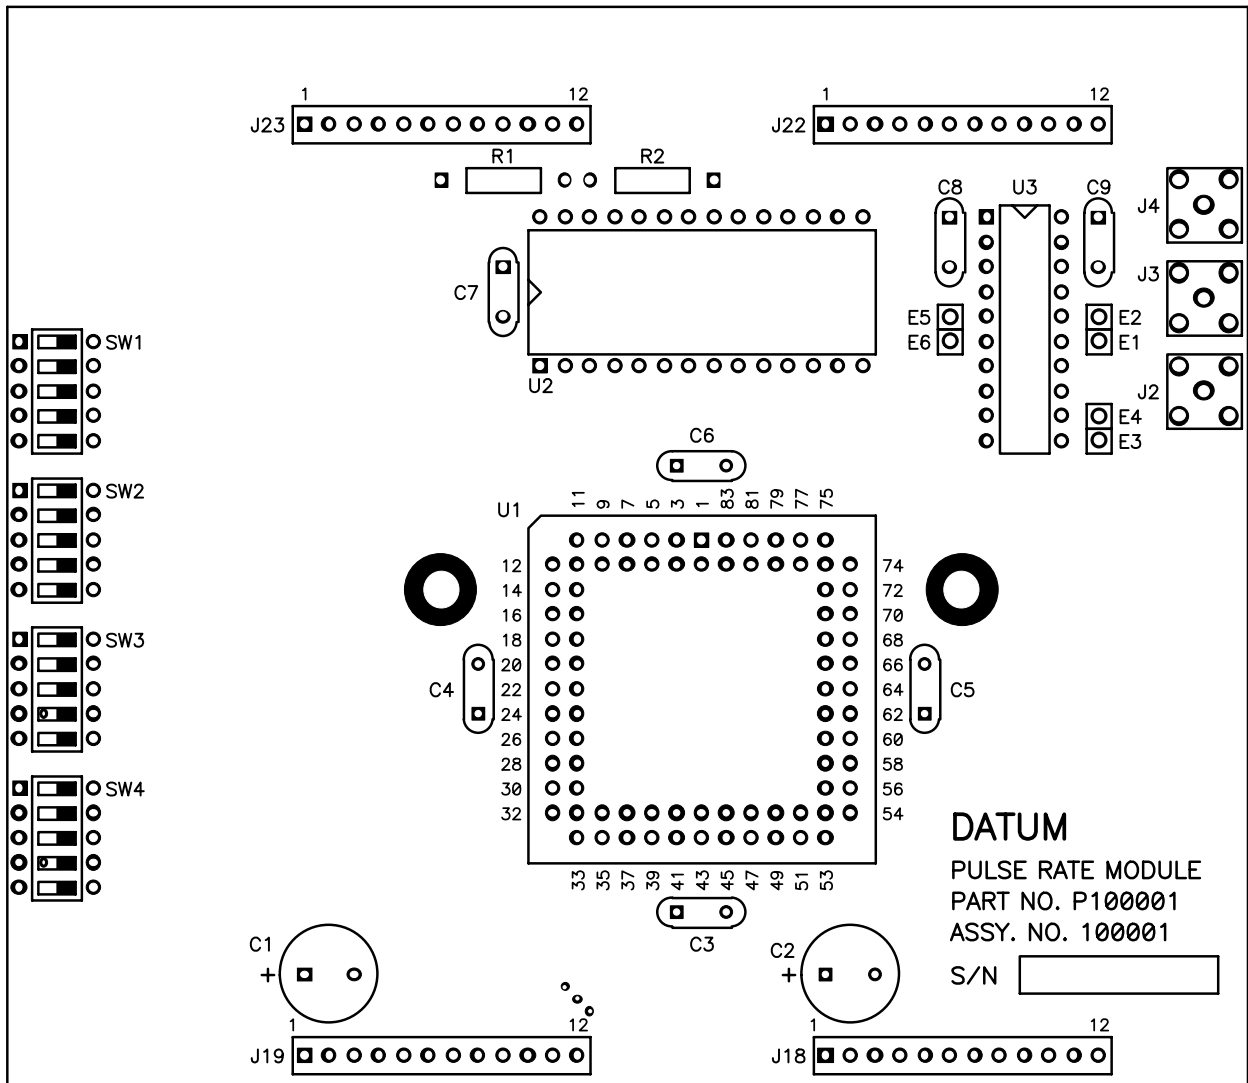 1 12
J23
1 12
J22
R1 R2
C8 U3 C9
J4
J3
C7
E5 E2
E6 E1
SW1
U2
J2
E4
E3
C6
SW2
U1
11 9 7 5 3 1 83 81 79 77 75
12 74
14 72
16 70
18 68
20 66
22 64
24 62
26 60
28 58
30 56
32 54
SW3
C4
C5
SW4
33 35 37 39 41 43 45 47 49 51 53
C3
DATUM
PULSE RATE MODULE
PART NO. P100001
ASSY. NO. 100001
S/N
C1
+
C2
+
1 12
J19
1 12
J18